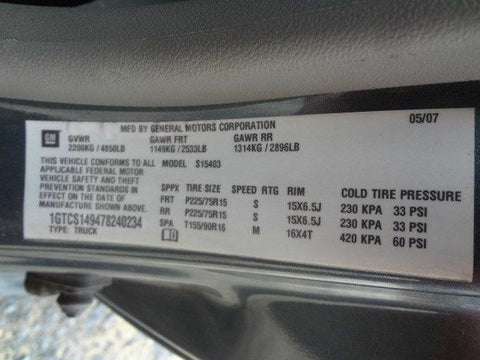 MFD BY GENERAL MOTORS CORPORATION 05/07
GM GVWR GAWR FRT GAWR RR
2200KG / 4850LB 1149KG / 2533LB 1314KG / 2896LB
THIS VEHICLE CONFORMS TO ALL MODEL S15403
APPLICABLE FEDERAL MOTOR
VEHICLE SAFETY AND THEFT SPPX TIRE SIZE SPEED RTG RIM COLD TIRE PRESSURE
PREVENTION STANDARDS IN FRT P225/75R15 S 15X6.5J 230 KPA 33 PSI
EFFECT ON THE DATE OF RR P225/75R15 S 15X6.5J 230 KPA 33 PSI
MANUFACTURE SHOWN ABOVE. SPA T155/90R16 M 16X4T 420 KPA 60 PSI
1GTCS149478240234
TYPE: TRUCK